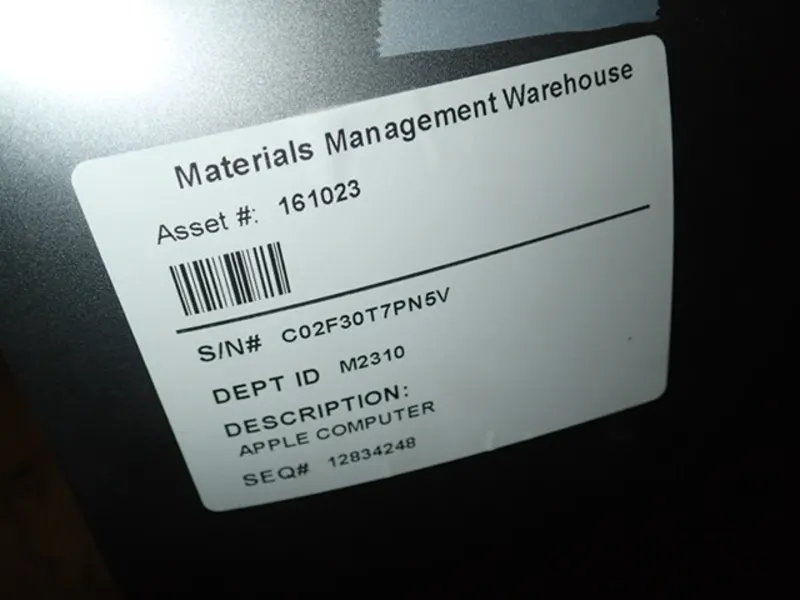 Materials Management Warehouse
Asset #: 161023
S/N# C02F30T7PN5V
DEPT ID M2310
DESCRIPTION:
APPLE COMPUTER
SEQ# 12834248